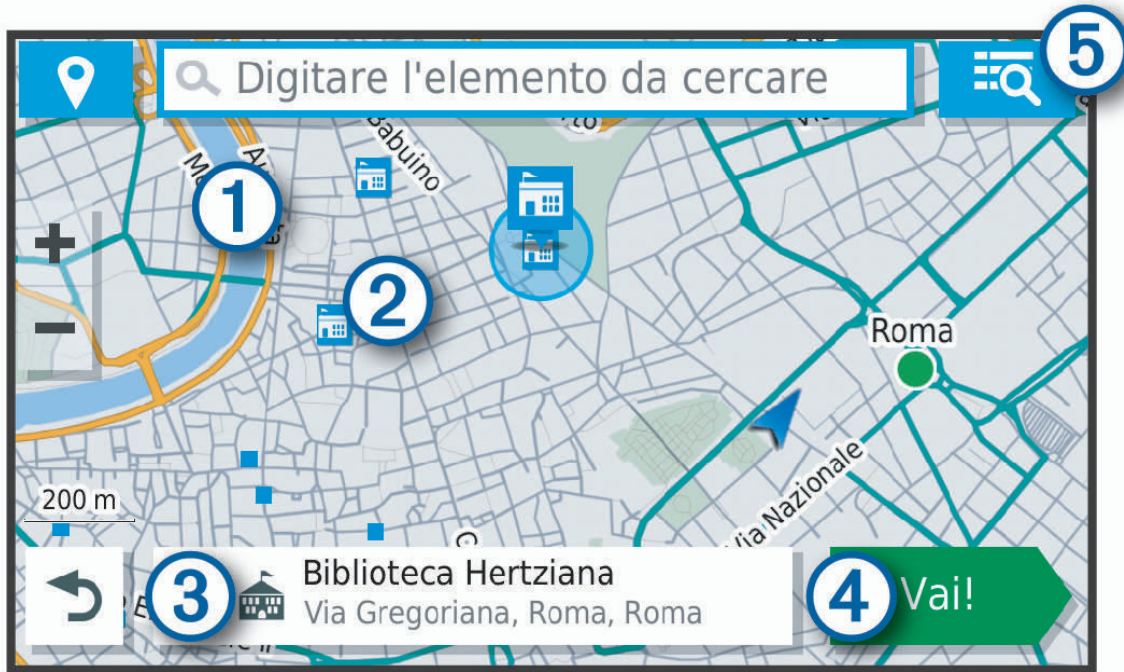 5
Digitare l'elemento da cercare
Babuino
1
2
Roma
200 m
Via Nazionale
3
Biblioteca Hertziana
Via Gregoriana, Roma, Roma
4
Vai!